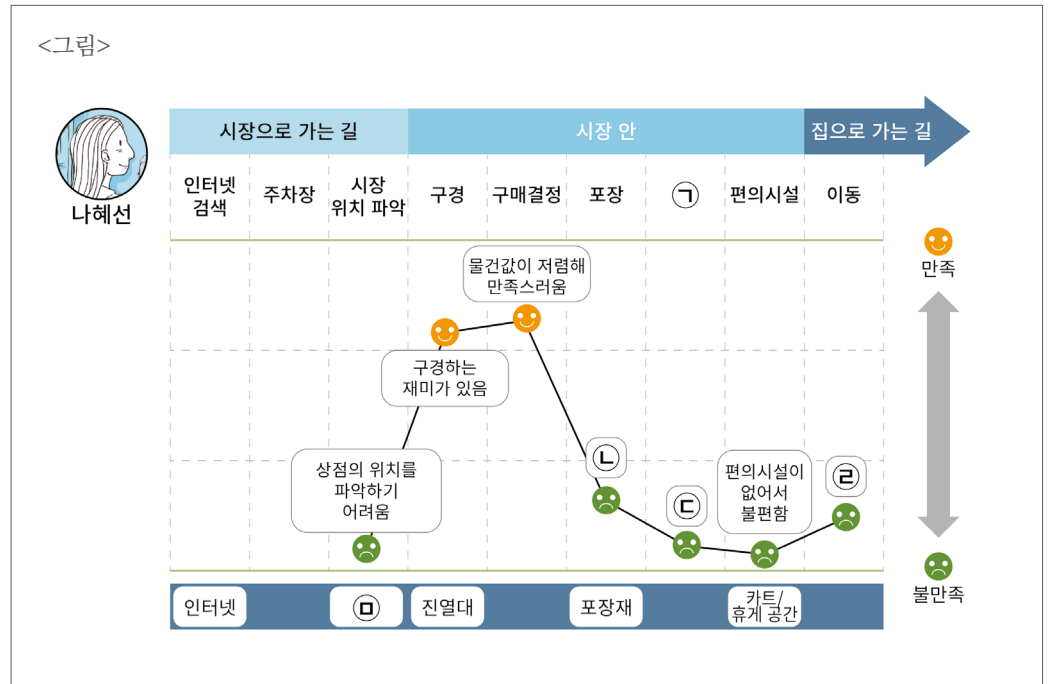 <그림>
시장으로 가는 길
시장 안
집으로 가는 길
나혜선
인터넷
검색
주차장
시장
위치 파악
구경
구매결정
포장
㉠
편의시설
이동
만족
물건값이 저렴해
만족스러움
구경하는
재미가 있음
상점의 위치를
파악하기
어려움
㉡
㉢
편의시설이
없어서
불편함
㉣
불만족
인터넷
㉤
진열대
포장재
카트/
휴게 공간